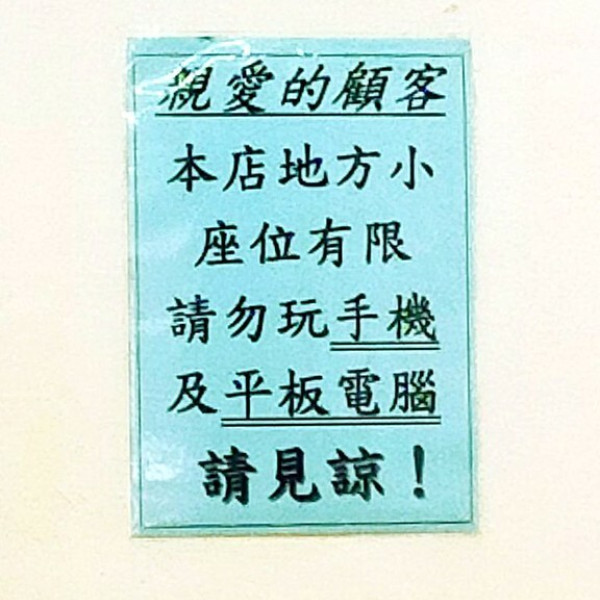 親愛的顧客
本店地方小
座位有限
請勿玩手機
及平板電腦
請見諒！